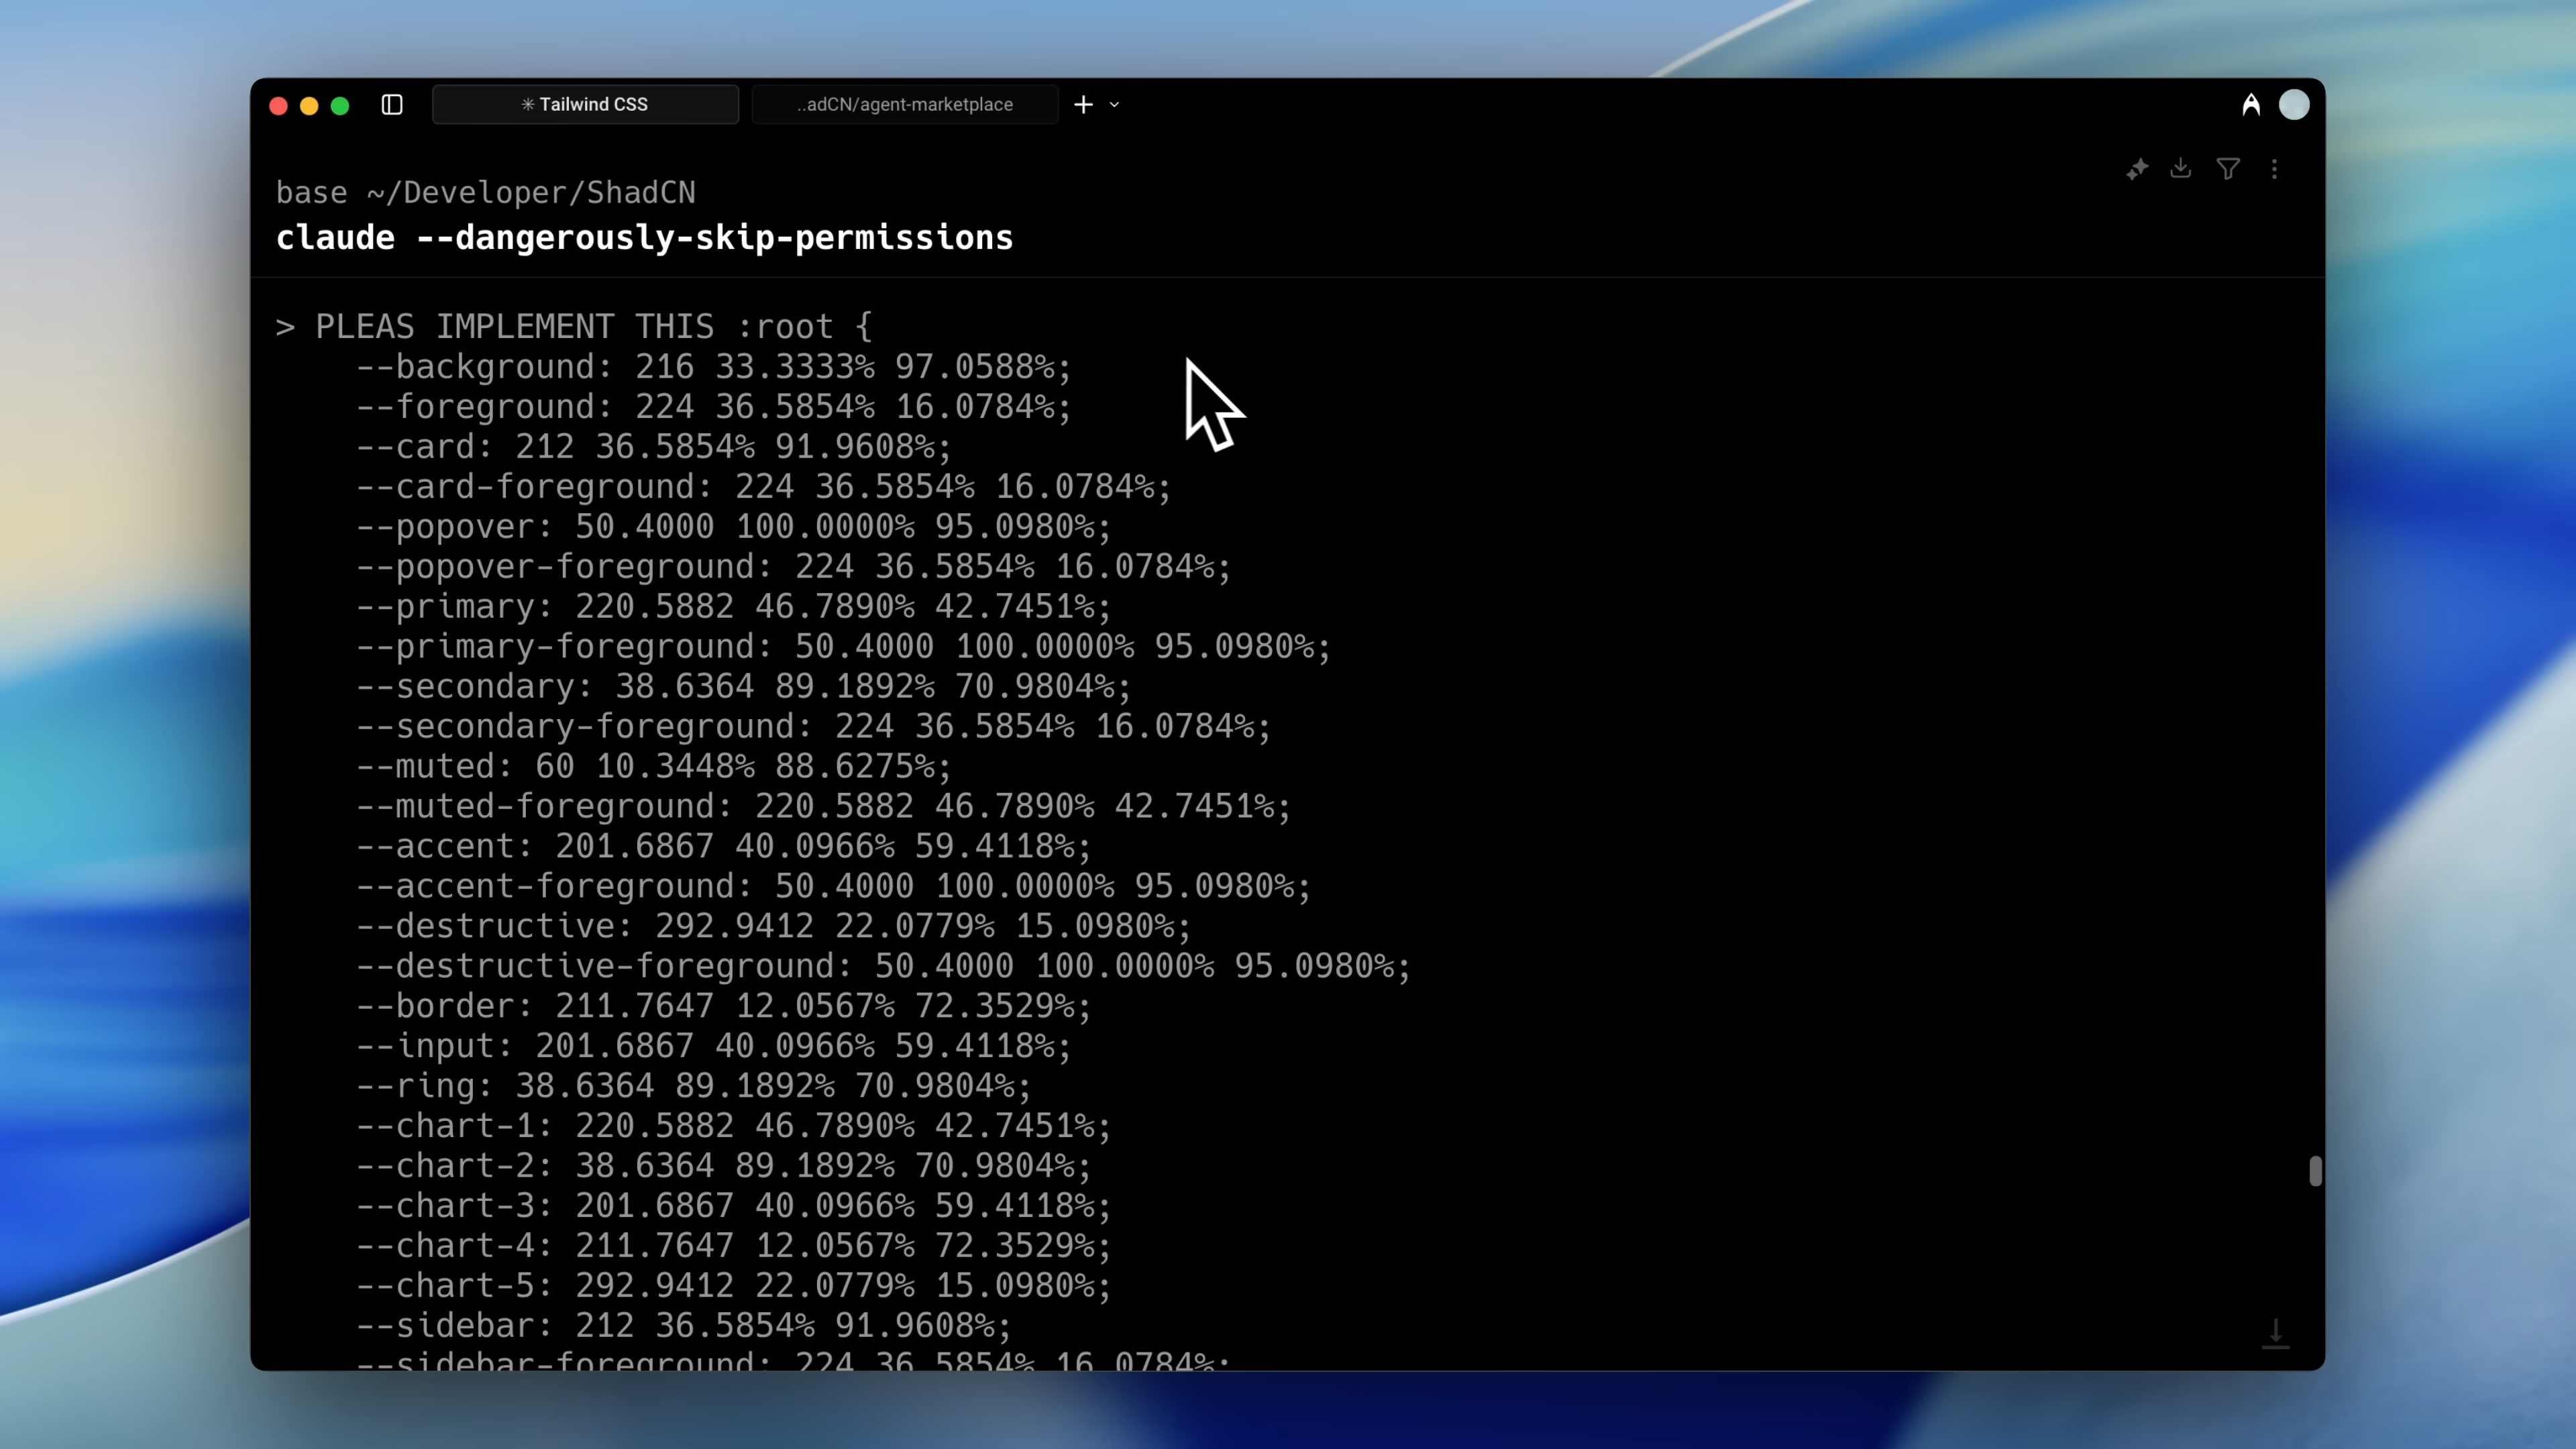 ✳ Tailwind CSS
..adCN/agent-marketplace
base ~/Developer/ShadCN
claude --dangerously-skip-permissions
> PLEAS IMPLEMENT THIS :root {
--background: 216 33.3333% 97.0588%;
--foreground: 224 36.5854% 16.0784%;
--card: 212 36.5854% 91.9608%;
--card-foreground: 224 36.5854% 16.0784%;
--popover: 50.4000 100.0000% 95.0980%;
--popover-foreground: 224 36.5854% 16.0784%;
--primary: 220.5882 46.7890% 42.7451%;
--primary-foreground: 50.4000 100.0000% 95.0980%;
--secondary: 38.6364 89.1892% 70.9804%;
--secondary-foreground: 224 36.5854% 16.0784%;
--muted: 60 10.3448% 88.6275%;
--muted-foreground: 220.5882 46.7890% 42.7451%;
--accent: 201.6867 40.0966% 59.4118%;
--accent-foreground: 50.4000 100.0000% 95.0980%;
--destructive: 292.9412 22.0779% 15.0980%;
--destructive-foreground: 50.4000 100.0000% 95.0980%;
--border: 211.7647 12.0567% 72.3529%;
--input: 201.6867 40.0966% 59.4118%;
--ring: 38.6364 89.1892% 70.9804%;
--chart-1: 220.5882 46.7890% 42.7451%;
--chart-2: 38.6364 89.1892% 70.9804%;
--chart-3: 201.6867 40.0966% 59.4118%;
--chart-4: 211.7647 12.0567% 72.3529%;
--chart-5: 292.9412 22.0779% 15.0980%;
--sidebar: 212 36.5854% 91.9608%;
--sidebar-foreground: 224 36.5854% 16.0784%;